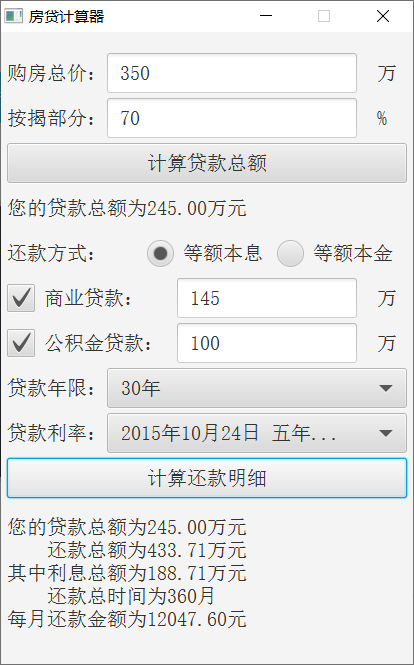 房贷计算器
购房总价： 350 万
按揭部分： 70 %
计算贷款总额
您的贷款总额为245.00万元
还款方式： 等额本息 等额本金
商业贷款： 145 万
公积金贷款： 100 万
贷款年限： 30年
贷款利率： 2015年10月24日 五年...
计算还款明细
您的贷款总额为245.00万元
还款总额为433.71万元
其中利息总额为188.71万元
还款总时间为360月
每月还款金额为12047.60元